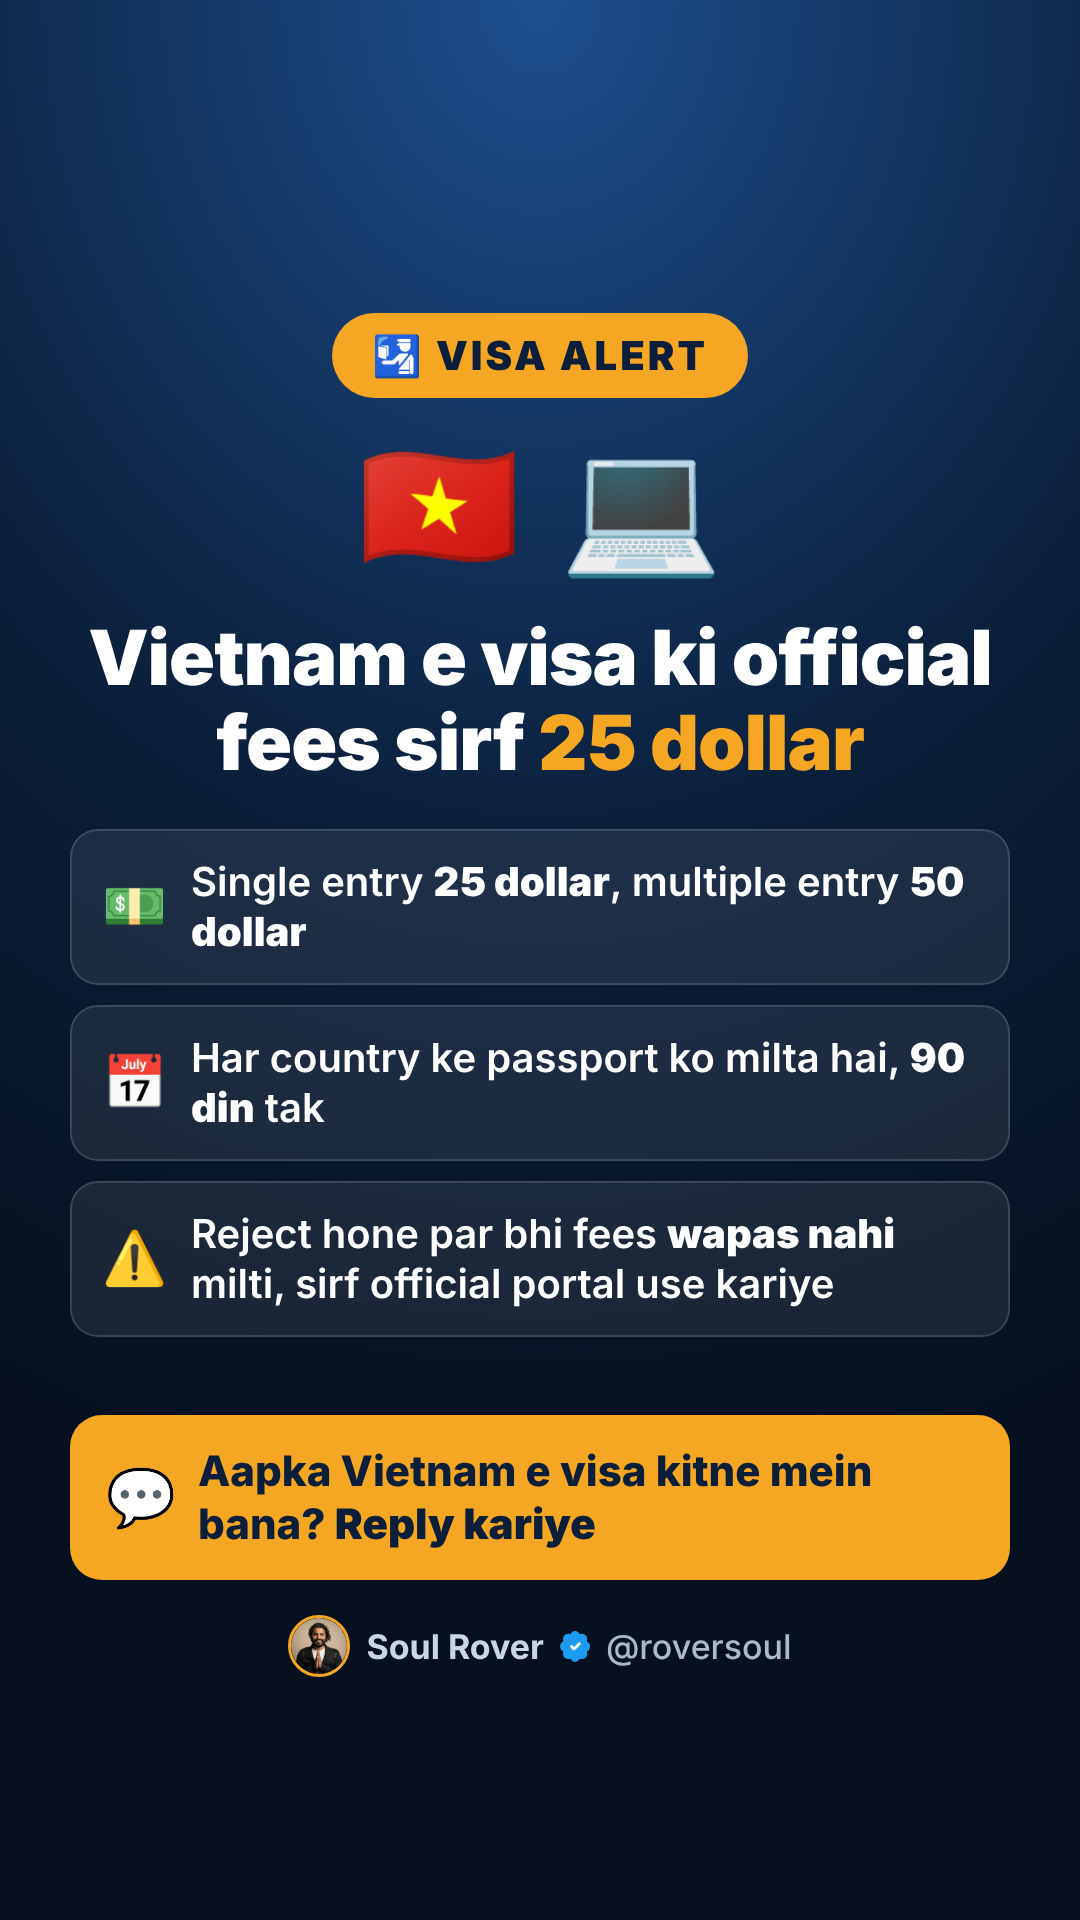 VISA ALERT
Vietnam e visa ki official
fees sirf 25 dollar
Single entry 25 dollar, multiple entry 50
dollar
July
17
Har country ke passport ko milta hai, 90
din tak
Reject hone par bhi fees wapas nahi
milti, sirf official portal use kariye
Aapka Vietnam e visa kitne mein
bana? Reply kariye
Soul Rover @roversoul